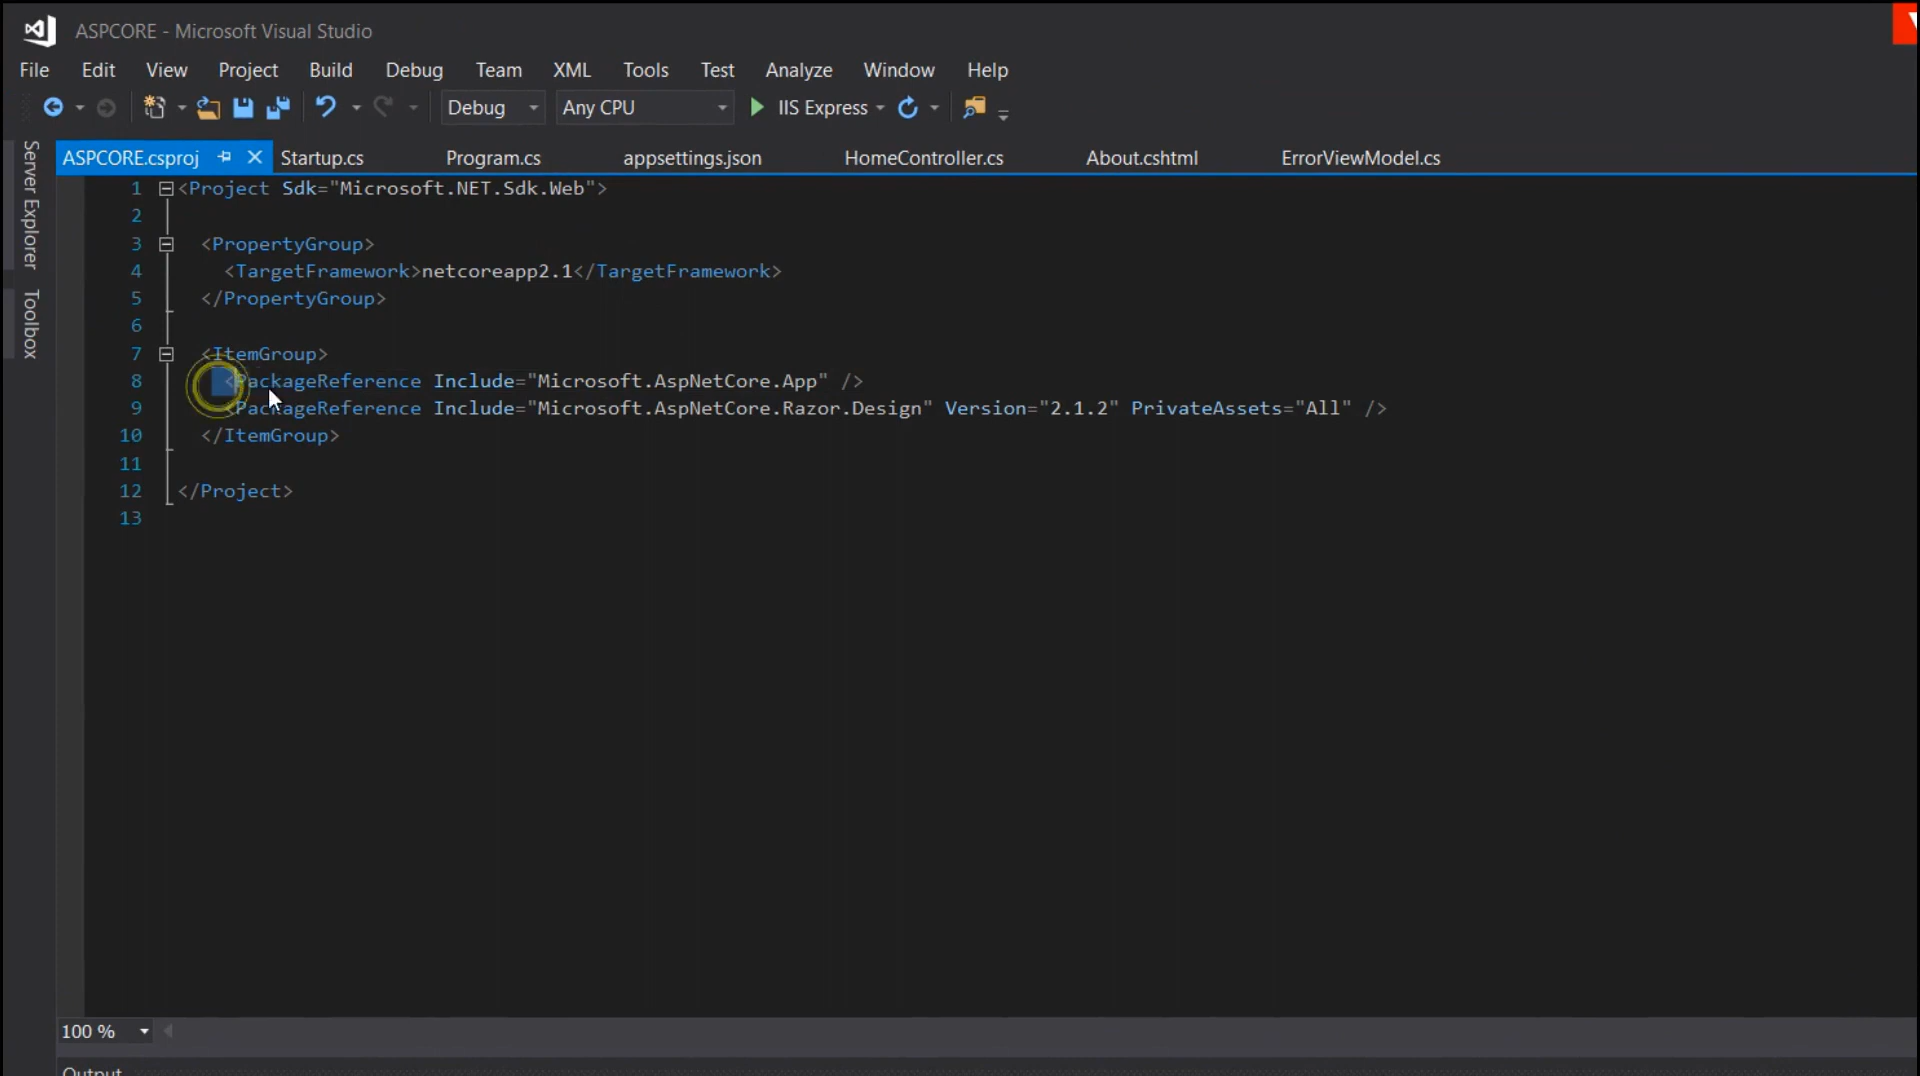 ASPCORE - Microsoft Visual Studio
File Edit View Project Build Debug Team XML Tools Test Analyze Window Help
Debug Any CPU IIS Express
Server Explorer
Toolbox
ASPCORE.csproj Startup.cs Program.cs appsettings.json HomeController.cs About.cshtml ErrorViewModel.cs
1 <Project Sdk="Microsoft.NET.Sdk.Web">
2
3 <PropertyGroup>
4 <TargetFramework>netcoreapp2.1</TargetFramework>
5 </PropertyGroup>
6
7 <ItemGroup>
8 <PackageReference Include="Microsoft.AspNetCore.App" />
9 <PackageReference Include="Microsoft.AspNetCore.Razor.Design" Version="2.1.2" PrivateAssets="All" />
10 </ItemGroup>
11
12 </Project>
13
100 %
Output